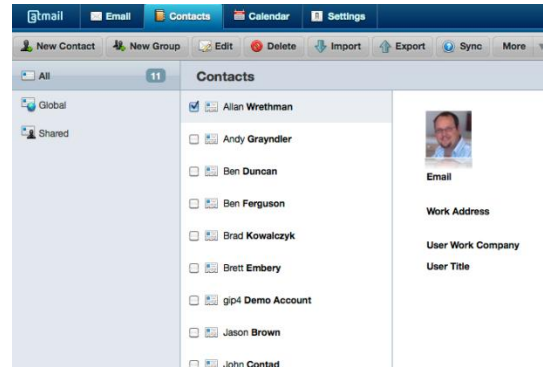 @tmail Email Contacts Calendar Settings
New Contact New Group Edit Delete Import Export Sync More
All 11
Global
Shared
Contacts
Allan Wrethman
Andy Grayndler
Ben Duncan
Ben Ferguson
Brad Kowalczyk
Brett Embery
gip4 Demo Account
Jason Brown
John Contad
Email
Work Address
User Work Company
User Title